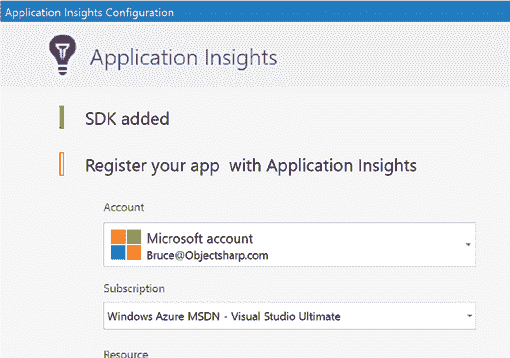 Application Insights Configuration
Application Insights
SDK added
Register your app with Application Insights
Account
Microsoft account
Bruce@Objectsharp.com
Subscription
Windows Azure MSDN - Visual Studio Ultimate
Resource